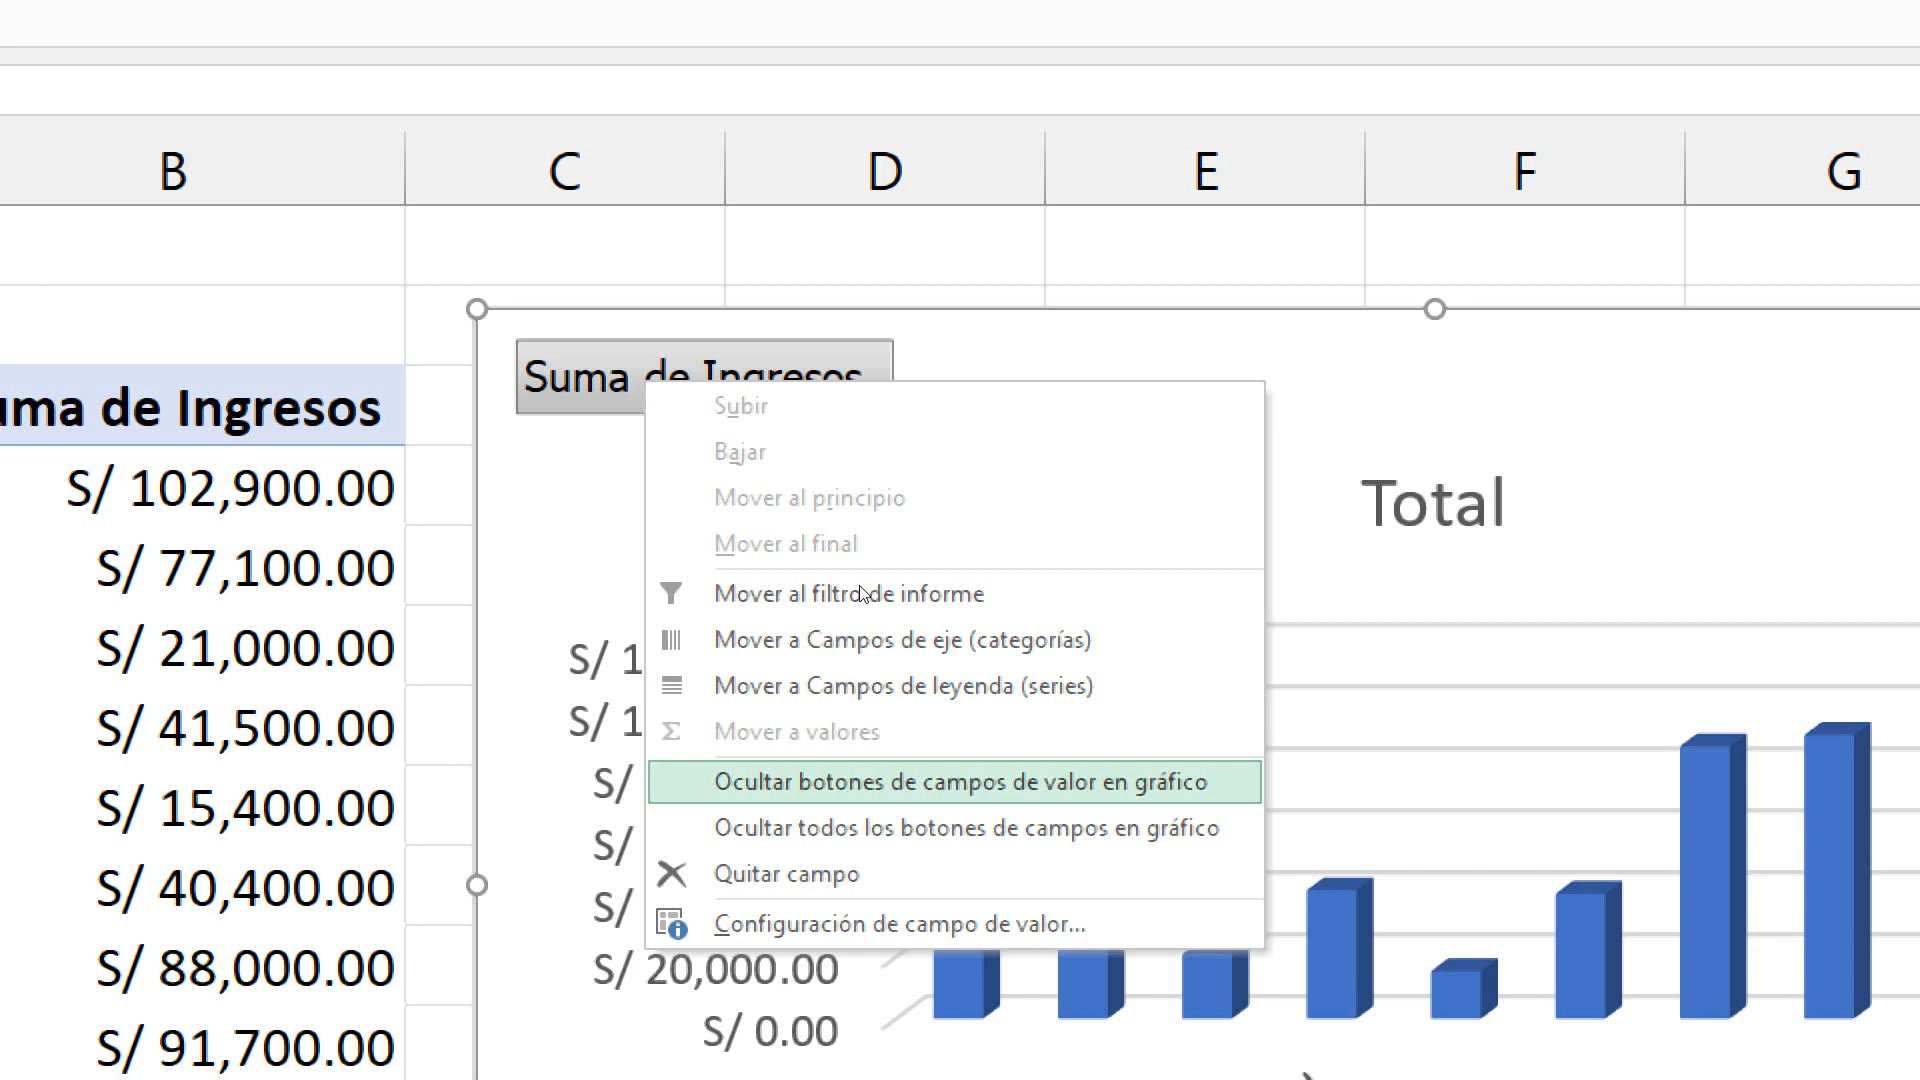 B C D E F G
Suma de Ingresos
Subir
uma de Ingresos
Bajar
S/ 102,900.00
Mover al principio
Total
Mover al final
S/ 77,100.00
Mover al filtro de informe
S/ 21,000.00
Mover a Campos de eje (categorías)
S/ 1
Mover a Campos de leyenda (series)
S/ 41,500.00
S/ 1
Mover a valores
S/
Ocultar botones de campos de valor en gráfico
S/ 15,400.00
Ocultar todos los botones de campos en gráfico
S/
S/ 40,400.00
Quitar campo
S/
Configuración de campo de valor...
S/ 88,000.00
S/ 20,000.00
S/ 91,700.00
S/ 0.00